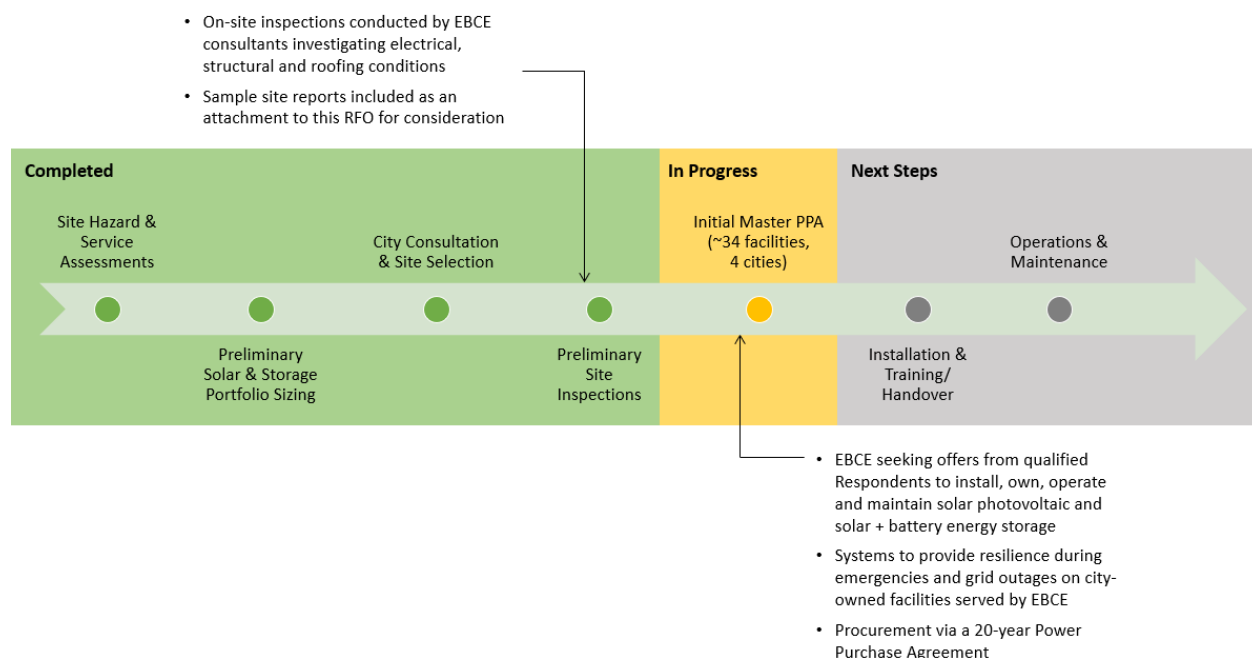 • On-site inspections conducted by EBCE
consultants investigating electrical,
structural and roofing conditions
• Sample site reports included as an
attachment to this RFO for consideration
Completed
In Progress
Next Steps
Site Hazard &
Service
Assessments
City Consultation
& Site Selection
Initial Master PPA
(~34 facilities,
4 cities)
Operations &
Maintenance
Preliminary
Solar & Storage
Portfolio Sizing
Preliminary
Site
Inspections
Installation &
Training/
Handover
• EBCE seeking offers from qualified
Respondents to install, own, operate
and maintain solar photovoltaic and
solar + battery energy storage
• Systems to provide resilience during
emergencies and grid outages on city-
owned facilities served by EBCE
• Procurement via a 20-year Power
Purchase Agreement